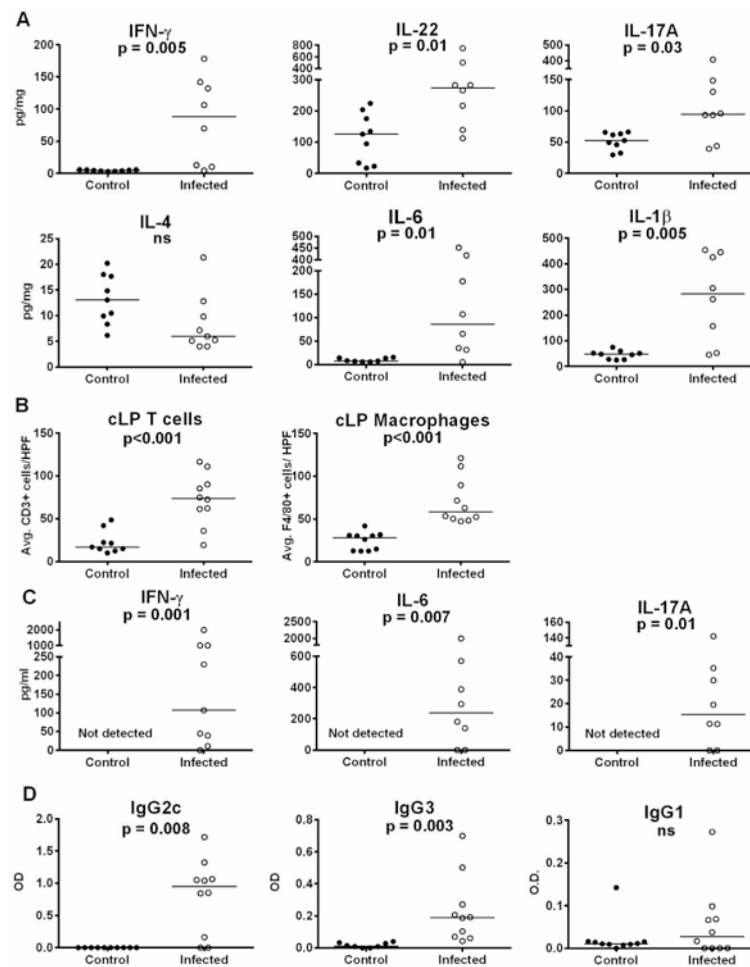 A
IFN-γ
p = 0.005
IL-22
p = 0.01
IL-17A
p = 0.03
pg/mg
200
150
100
50
0
Control
Infected
800
600
400
300
200
100
0
Control
Infected
400
200
150
100
50
0
Control
Infected
IL-4
ns
IL-6
p = 0.01
IL-1β
p = 0.005
pg/mg
25
20
15
10
5
0
Control
Infected
500
450
400
350
300
200
150
100
50
0
Control
Infected
500
400
300
200
100
0
Control
Infected
B
cLP T cells
p<0.001
cLP Macrophages
p<0.001
Avg. CD3+ cells/HPF
150
100
50
0
Control
Infected
Avg. F4/80+ cells/ HPF
150
100
50
0
Control
Infected
C
IFN-γ
p = 0.001
IL-6
p = 0.007
IL-17A
p = 0.01
pg/ml
2000
1000
250
200
150
100
50
0
Not detected
Control
Infected
2500
2000
1500
1000
600
400
200
0
Not detected
Control
Infected
160
140
120
100
40
30
20
10
0
Not detected
Control
Infected
D
IgG2c
p = 0.008
IgG3
p = 0.003
IgG1
ns
OD
2.0
1.5
1.0
0.5
0.0
Control
Infected
OD
0.8
0.6
0.4
0.2
0.0
Control
Infected
O.D.
0.3
0.2
0.1
0.0
Control
Infected